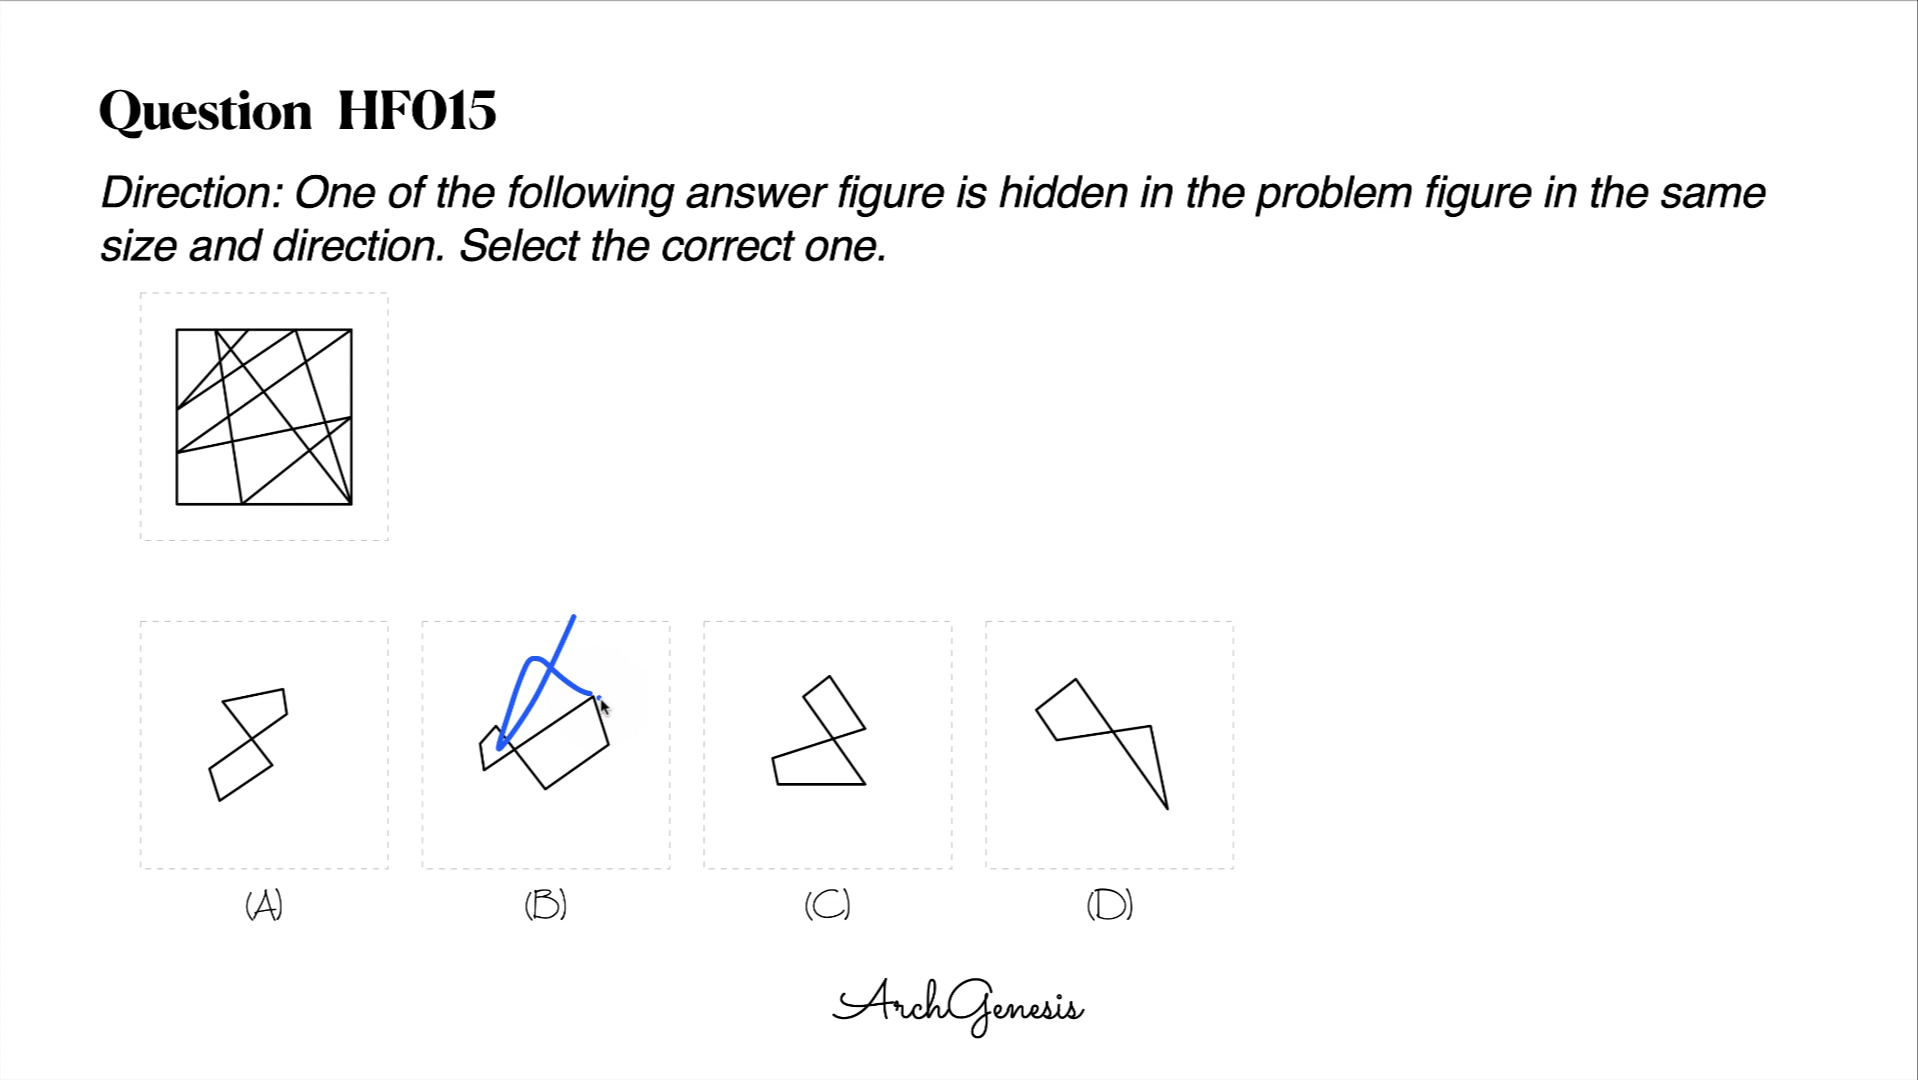 Question HF015
Direction: One of the following answer figure is hidden in the problem figure in the same
size and direction. Select the correct one.
(A) (B) (C) (D)
ArchGenesis